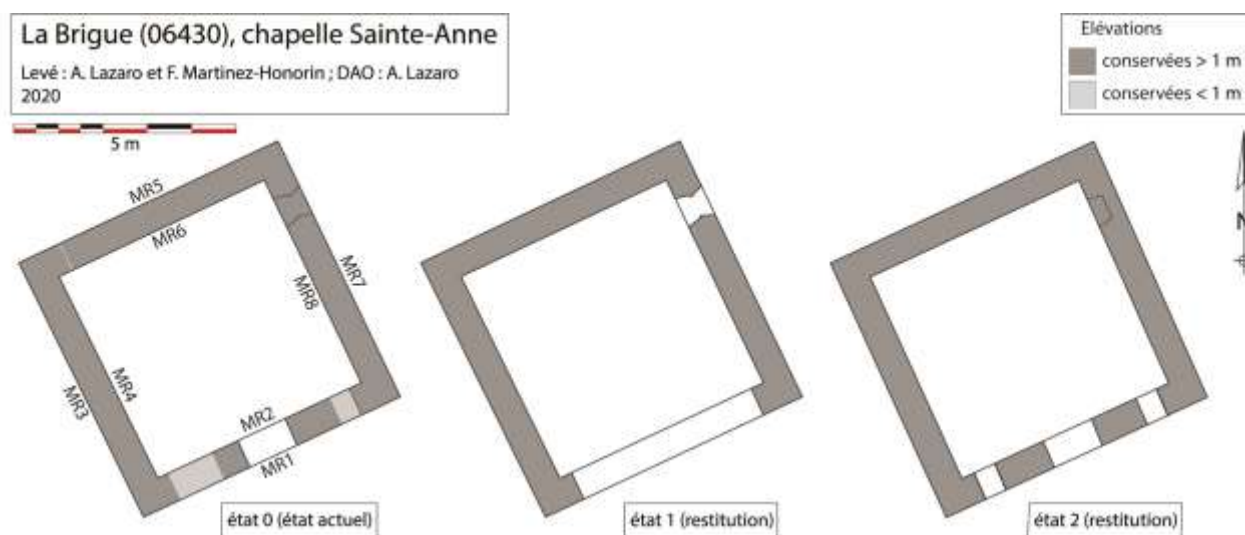 La Brigue (06430), chapelle Sainte-Anne
Levé : A. Lazaro et F. Martinez-Honorin ; DAO : A. Lazaro
2020
5 m
Elévations
conservées > 1 m
conservées < 1 m
N
MR5
MR6
MR7
MR8
MR4
MR3
MR2
MR1
état 0 (état actuel)
état 1 (restitution)
état 2 (restitution)